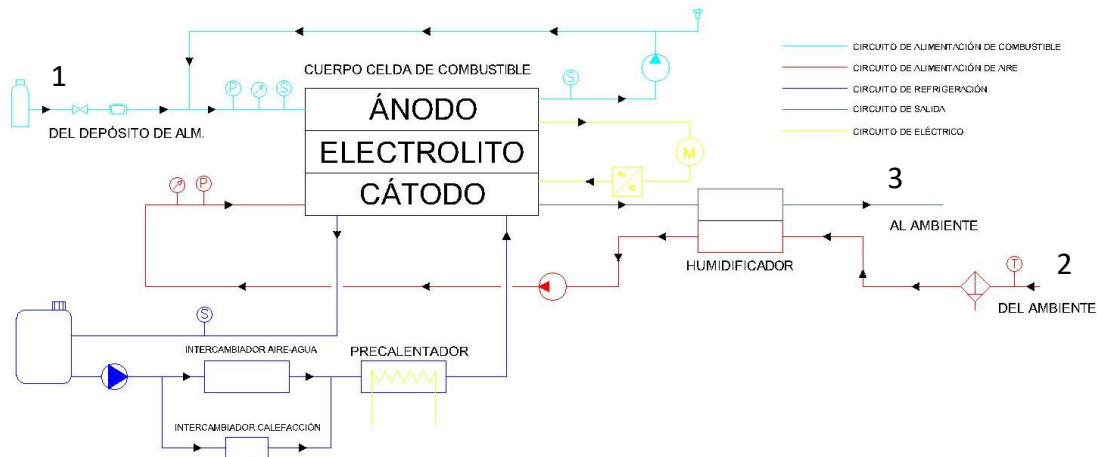 CIRCUITO DE ALIMENTACIÓN DE COMBUSTIBLE
CIRCUITO DE ALIMENTACIÓN DE AIRE
CIRCUITO DE REFRIGERACIÓN
CIRCUITO DE SALIDA
CIRCUITO DE ELÉCTRICO
1
CUERPO CELDA DE COMBUSTIBLE
S
P
S
ÁNODO
DEL DEPÓSITO DE ALM.
ELECTROLITO
M
CÁTODO
P
3
AL AMBIENTE
HUMIDIFICADOR
T
2
DEL AMBIENTE
S
INTERCAMBIADOR AIRE-AGUA
PRECALENTADOR
INTERCAMBIADOR CALEFACCIÓN